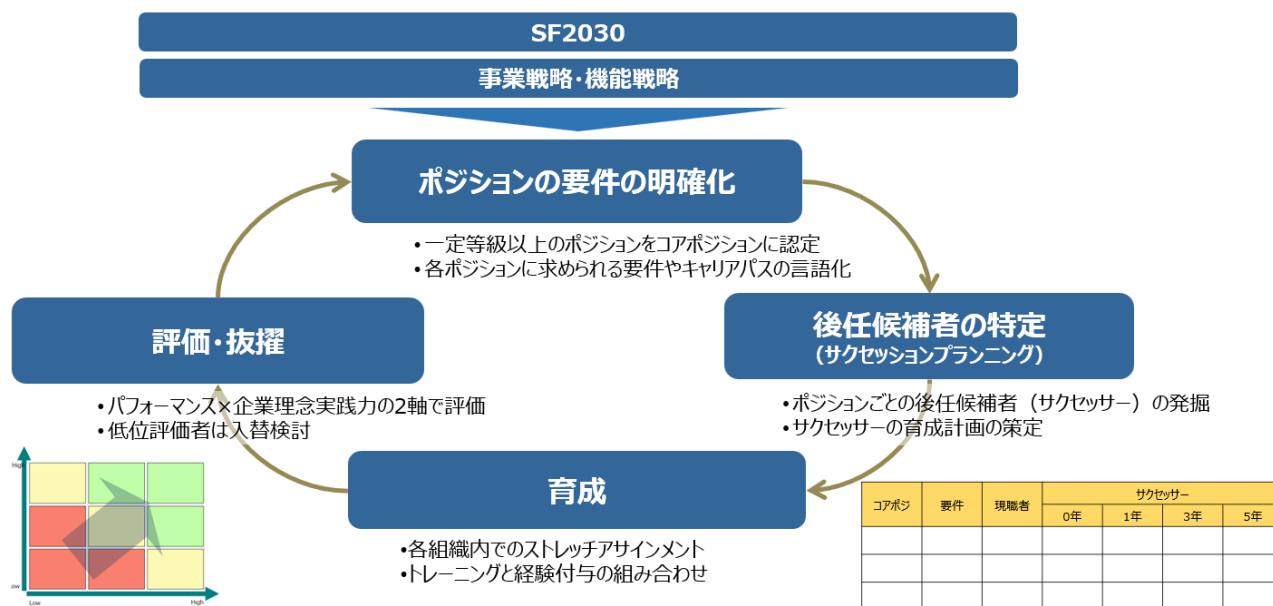 SF2030
事業戦略・機能戦略
ポジションの要件の明確化
•一定等級以上のポジションをコアポジションに認定
•各ポジションに求められる要件やキャリアパスの言語化
後任候補者の特定
(サクセッションプランニング)
•ポジションごとの後任候補者（サクセッサー）の発掘
•サクセッサーの育成計画の策定
育成
•各組織内でのストレッチアサインメント
•トレーニングと経験付与の組み合わせ
評価・抜擢
•パフォーマンス×企業理念実践力の2軸で評価
•低位評価者は入替検討
High
Low
High
コアポジ 要件 現職者 サクセッサー
0年 1年 3年 5年